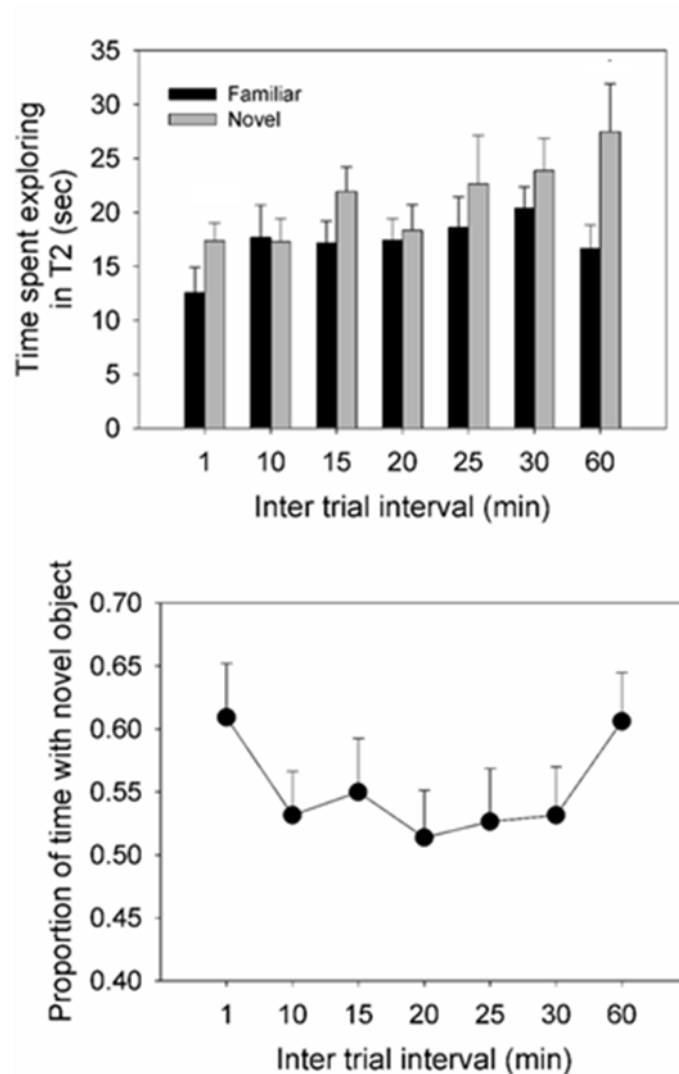 35
30
25
20
15
10
5
0
Time spent exploring
in T2 (sec)
Familiar
Novel
1 10 15 20 25 30 60
Inter trial interval (min)
0.70
0.65
0.60
0.55
0.50
0.45
0.40
Proportion of time with novel object
1 10 15 20 25 30 60
Inter trial interval (min)